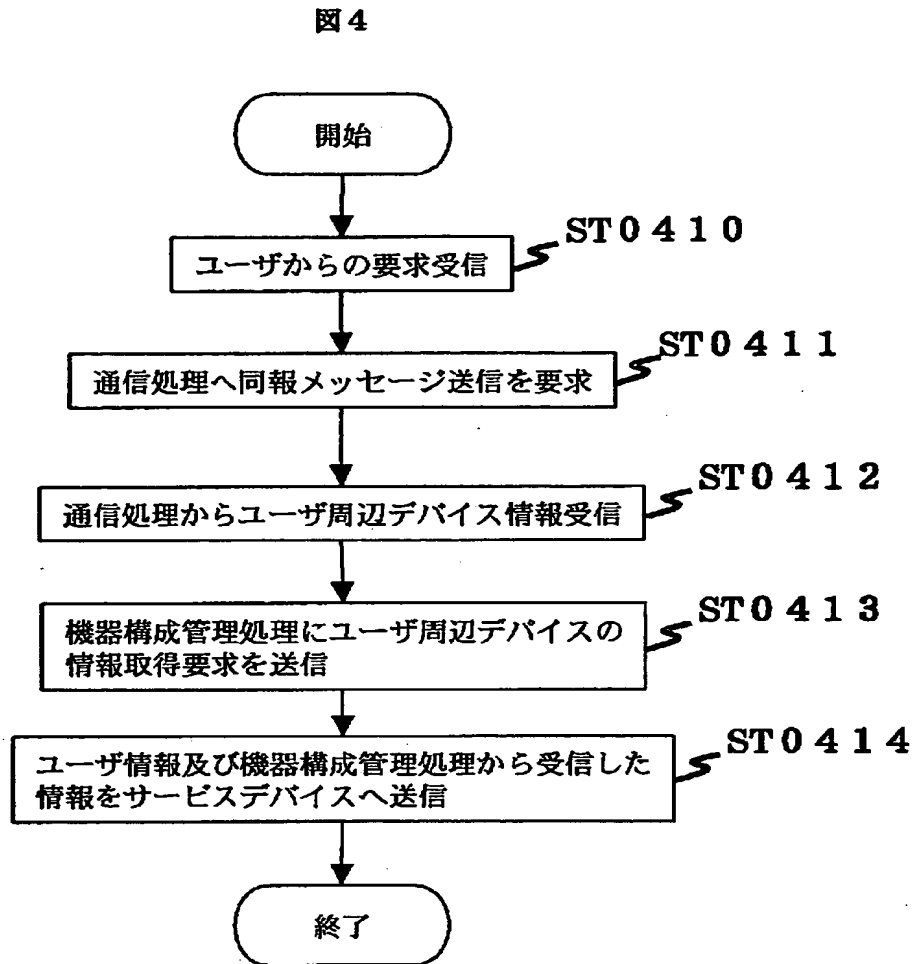 図４
開始
ST０４１０
ユーザからの要求受信
ST０４１１
通信処理へ同報メッセージ送信を要求
ST０４１２
通信処理からユーザ周辺デバイス情報受信
ST０４１３
機器構成管理処理にユーザ周辺デバイスの
情報取得要求を送信
ST０４１４
ユーザ情報及び機器構成管理処理から受信した
情報をサービスデバイスへ送信
終了